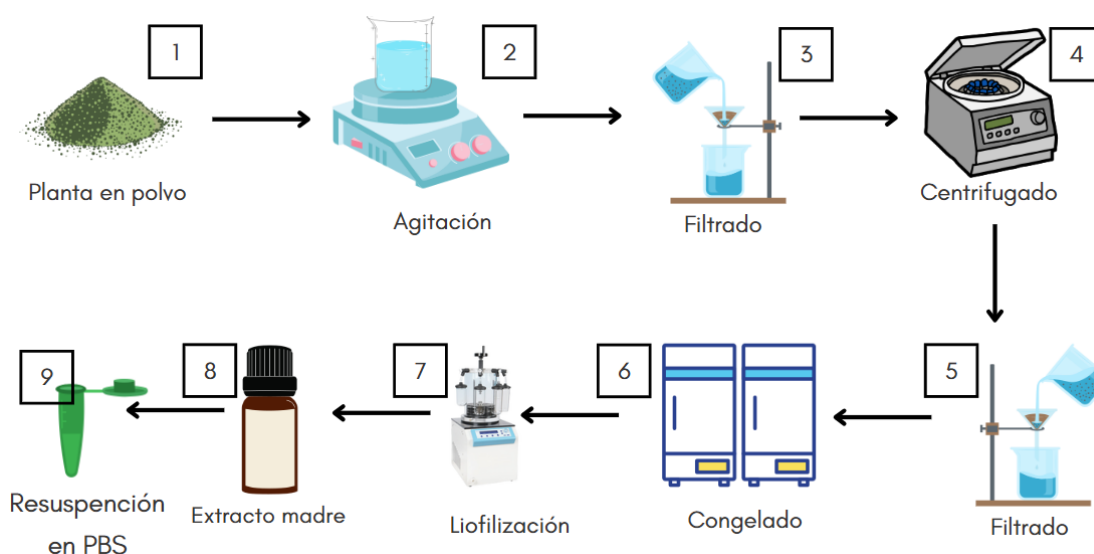 1
Planta en polvo
2
Agitación
3
Filtrado
4
Centrifugado
5
Filtrado
6
Congelado
7
Liofilización
8
Extracto madre
9
Resuspención
en PBS